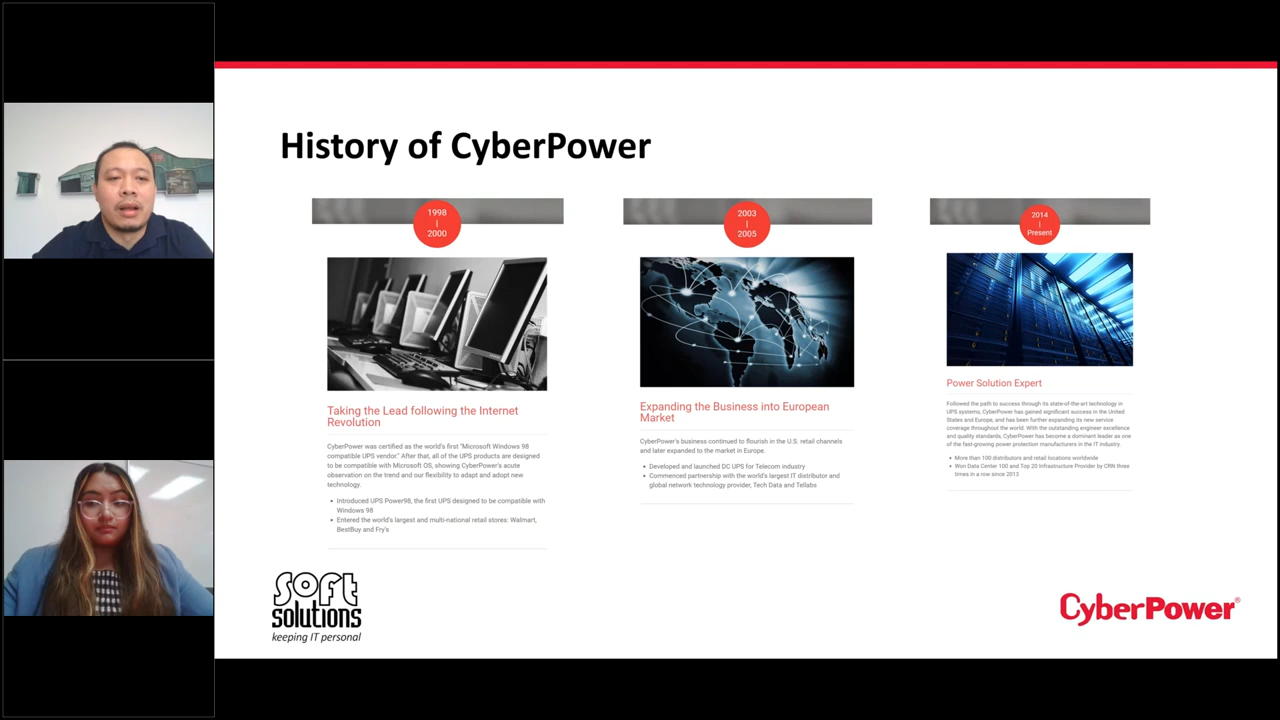 History of CyberPower
1998
|
2000
Taking the Lead following the Internet
Revolution
CyberPower was certified as the world's first "Microsoft Windows 98
compatible UPS vendor." After that, all of the UPS products are designed
to be compatible with Microsoft OS, showing CyberPower's acute
observation on the trend and our flexibility to adapt and adopt new
technology.
• Introduced UPS Power98, the first UPS designed to be compatible with
Windows 98
• Entered the world's largest and multi-national retail stores: Walmart,
BestBuy and Fry's
2003
|
2005
Expanding the Business into European
Market
CyberPower's business continued to flourish in the U.S. retail channels
and later expanded to the market in Europe.
• Developed and launched DC UPS for Telecom industry
• Commenced partnership with the world's largest IT distributor and
global network technology provider, Tech Data and Tellabs
2014
|
Present
Power Solution Expert
Followed the path to success through its state-of-the-art technology in
UPS systems, CyberPower has gained significant success in the United
States and Europe, and has been further expanding its new service
coverage throughout the world. With the outstanding engineer excellence
and quality standards, CyberPower has become a dominant leader as one
of the fast-growing power protection manufacturers in the IT industry.
• More than 100 distributors and retail locations worldwide
• Won Data Center 100 and Top 20 Infrastructure Provider by CRN three
times in a row since 2013
soft
solutions
keeping IT personal
CyberPower®